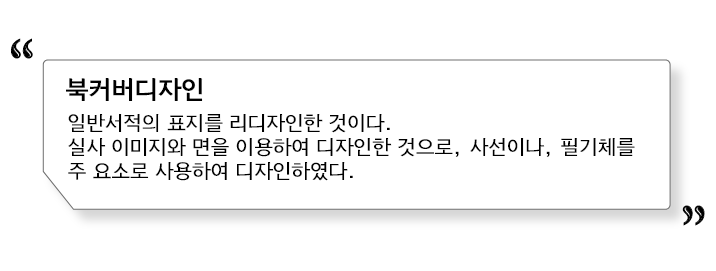 “
북커버디자인
일반서적의 표지를 리디자인한 것이다.
실사 이미지와 면을 이용하여 디자인한 것으로, 사선이나, 필기체를
주 요소로 사용하여 디자인하였다.
”